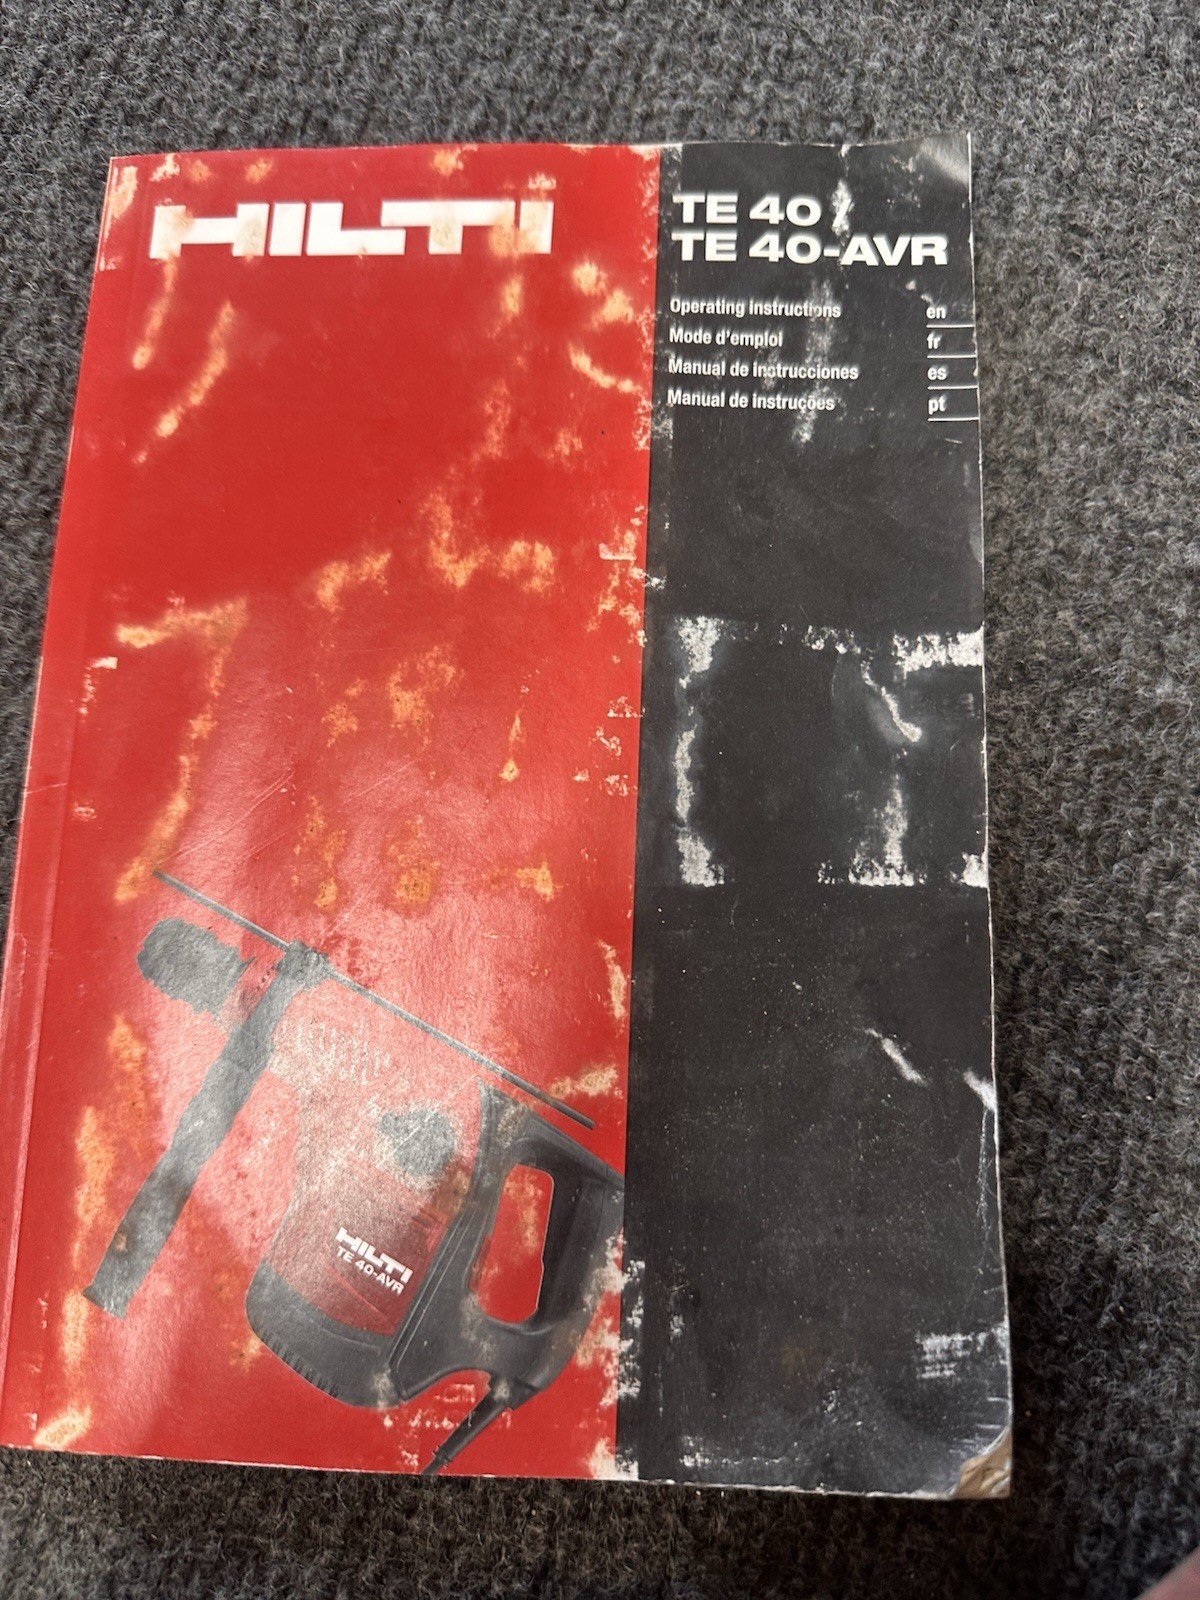 HILTI
TE 40 /
TE 40-AVR
Operating instructions en
Mode d'emploi fr
Manual de instrucciones es
Manual de instruções pt
HILTI
TE 40-AVR